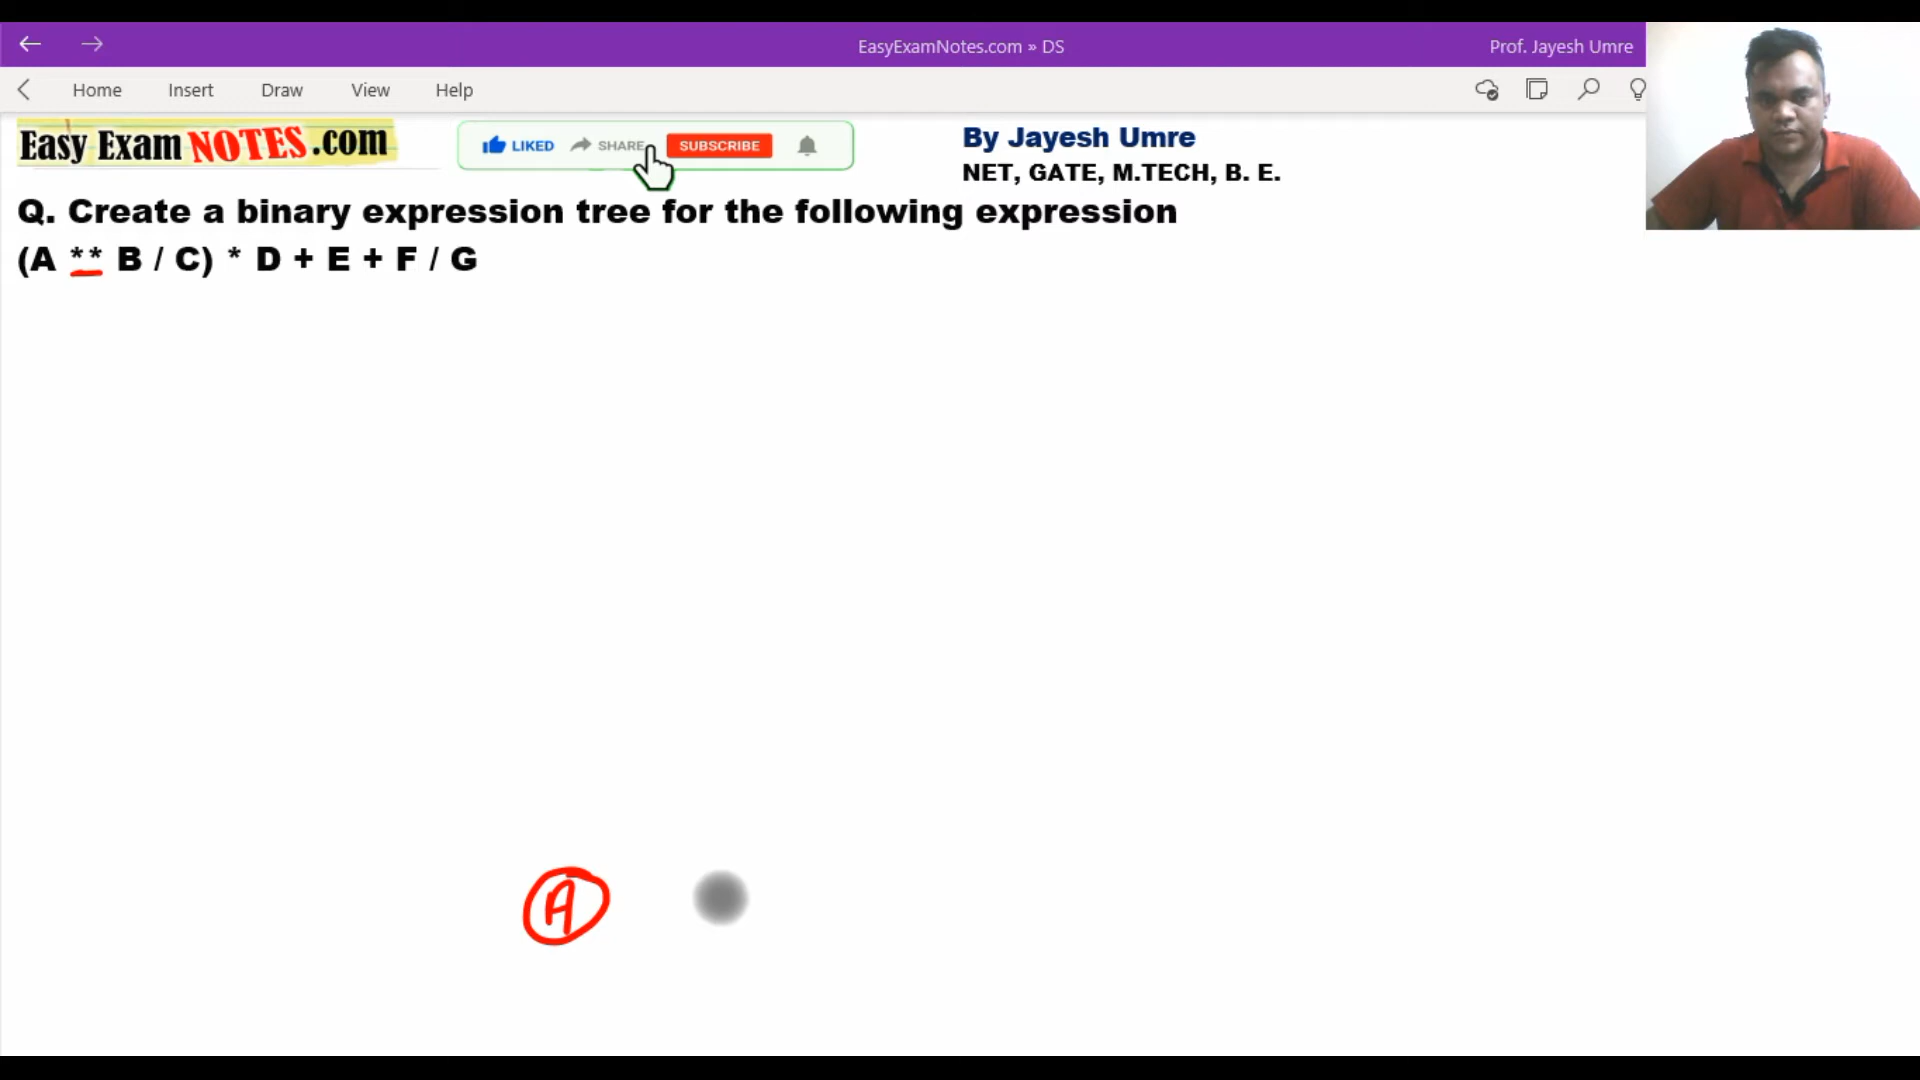 EasyExamNotes.com » DS
Prof. Jayesh Umre
Home Insert Draw View Help
Easy Exam NOTES.com
LIKED SHARE SUBSCRIBE
By Jayesh Umre
NET, GATE, M.TECH, B. E.
Q. Create a binary expression tree for the following expression
(A ** B / C) * D + E + F / G
A